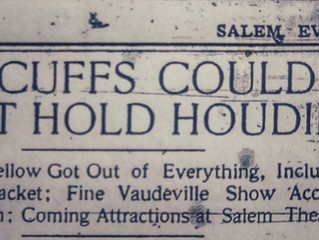 SALEM, EV
CUFFS COULD
T HOLD HOUDI
ellow Got Out of Everything, Inclu
acket; Fine Vaudeville Show Acc
n; Coming Attractions at Salem Thea